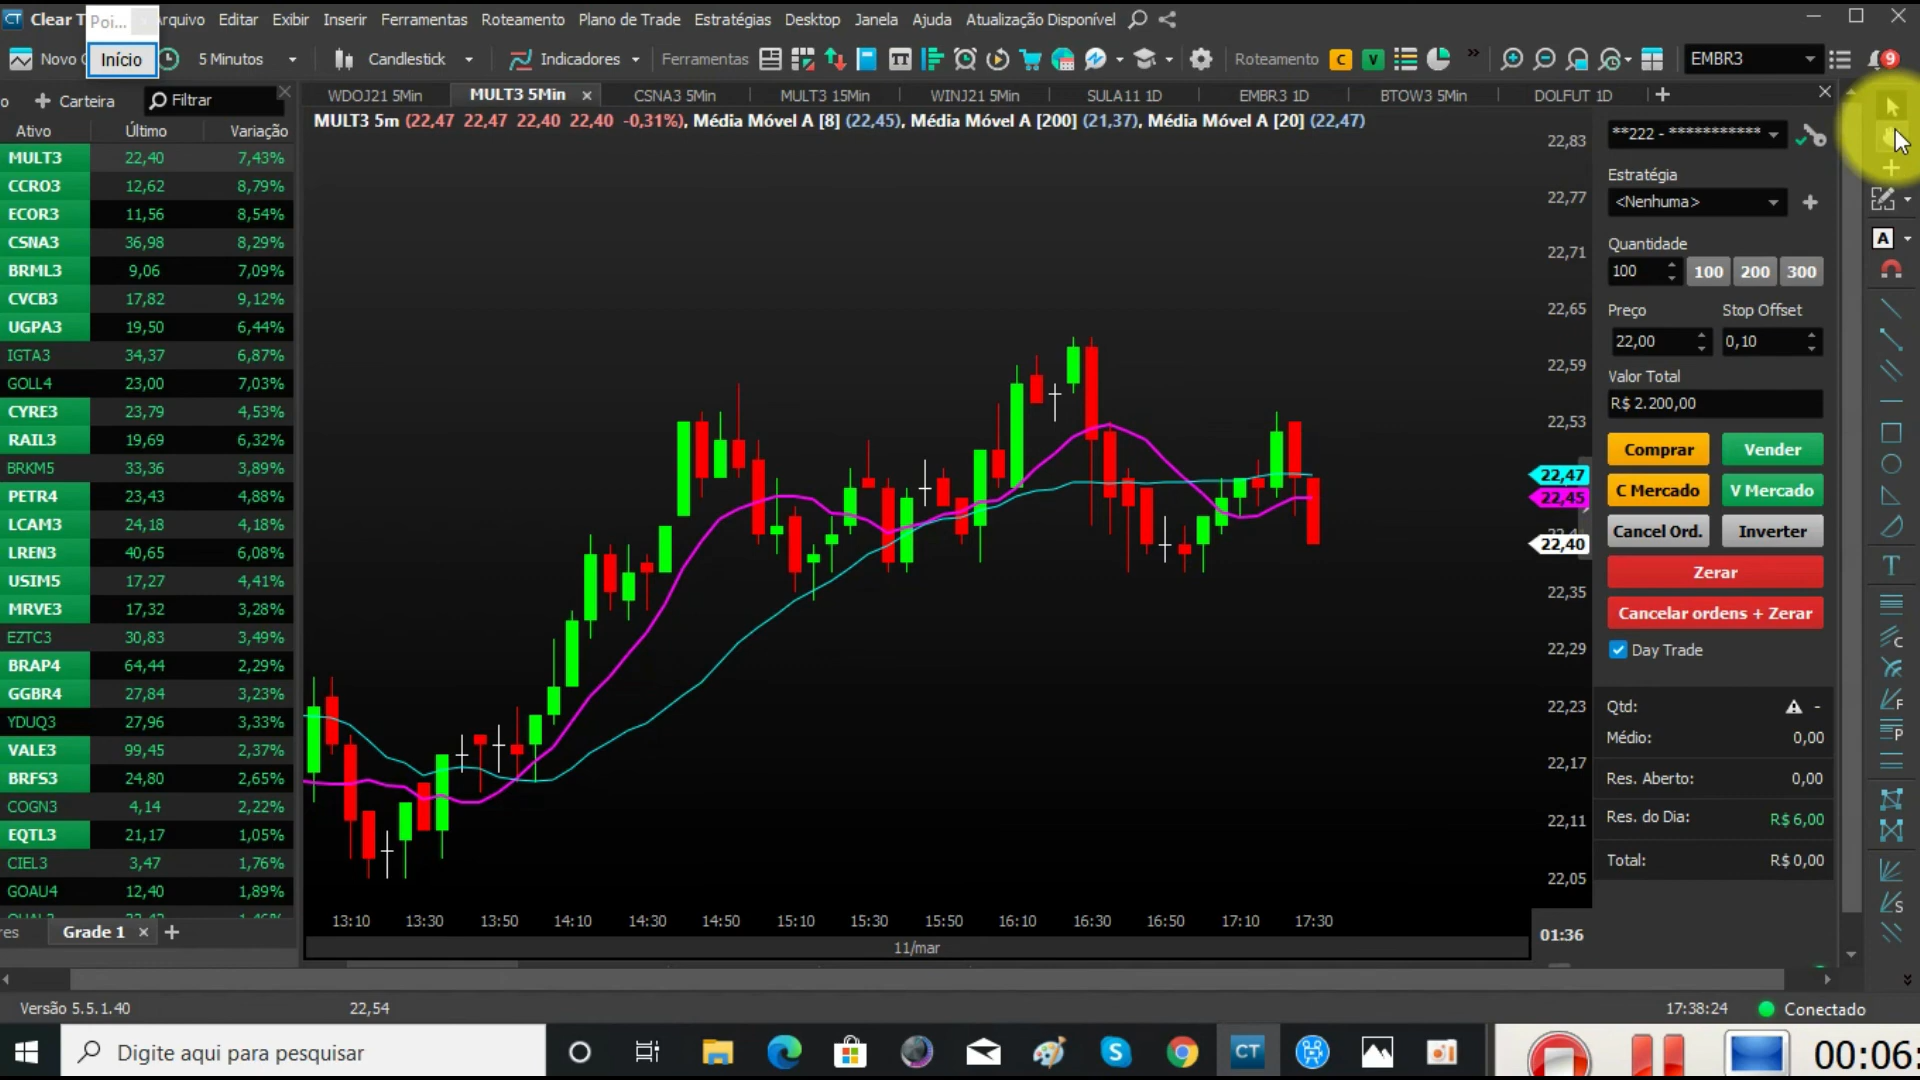 Clear T
Poi...
Arquivo Editar Exibir Inserir Ferramentas Roteamento Plano de Trade Estratégias Desktop Janela Ajuda Atualização Disponível
Início
Novo 5 Minutos Candlestick Indicadores Ferramentas Roteamento C V EMBR3 9
o Carteira Filtrar
WDOJ21 5Min MULT3 5Min CSNA3 5Min MULT3 15Min WINJ21 5Min SULA11 1D EMBR3 1D BTOW3 5Min DOLFUT 1D
MULT3 5m (22,47 22,47 22,40 22,40 -0,31%), Média Móvel A [8] (22,45), Média Móvel A [200] (21,37), Média Móvel A [20] (22,47)
Ativo Último Variação
MULT3 22,40 7,43%
CCRO3 12,62 8,79%
ECOR3 11,56 8,54%
CSNA3 36,98 8,29%
BRML3 9,06 7,09%
CVCB3 17,82 9,12%
UGPA3 19,50 6,44%
IGTA3 34,37 6,87%
GOLL4 23,00 7,03%
CYRE3 23,79 4,53%
RAIL3 19,69 6,32%
BRKM5 33,36 3,89%
PETR4 23,43 4,88%
LCAM3 24,18 4,18%
LREN3 40,65 6,08%
USIM5 17,27 4,41%
MRVE3 17,32 3,28%
EZTC3 30,83 3,49%
BRAP4 64,44 2,29%
GGBR4 27,84 3,23%
YDUQ3 27,96 3,33%
VALE3 99,45 2,37%
BRFS3 24,80 2,65%
COGN3 4,14 2,22%
EQTL3 21,17 1,05%
CIEL3 3,47 1,76%
GOAU4 12,40 1,89%
res Grade 1
22,83
22,77
22,71
22,65
22,59
22,53
22,47
22,45
22,40
22,35
22,29
22,23
22,17
22,11
22,05
13:10 13:30 13:50 14:10 14:30 14:50 15:10 15:30 15:50 16:10 16:30 16:50 17:10 17:30
11/mar
01:36
**222 - ***********
Estratégia
<Nenhuma>
Quantidade
100 100 200 300
Preço Stop Offset
22,00 0,10
Valor Total
R$ 2.200,00
Comprar Vender
C Mercado V Mercado
Cancel Ord. Inverter
Zerar
Cancelar ordens + Zerar
Day Trade
Qtd: -
Médio: 0,00
Res. Aberto: 0,00
Res. do Dia: R$ 6,00
Total: R$ 0,00
A
T
C
F
P
S
Versão 5.5.1.40 22,54 17:38:24 Conectado
Digite aqui para pesquisar
CT
00:06: